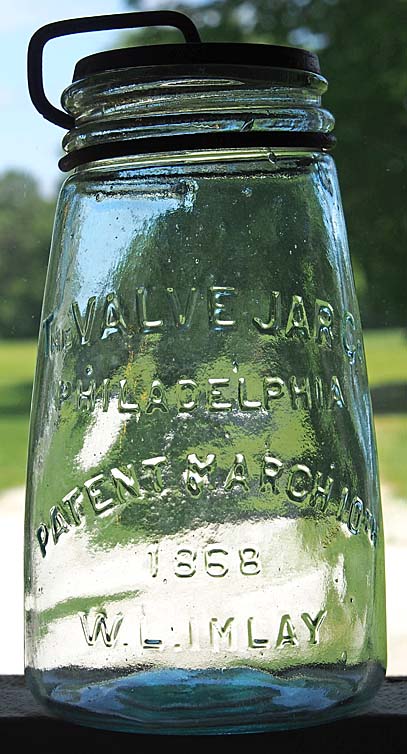 THE VALVE JAR Co
PHILADELPHIA
PATENT MARCH 10TH
1868
W.L. IMLAY